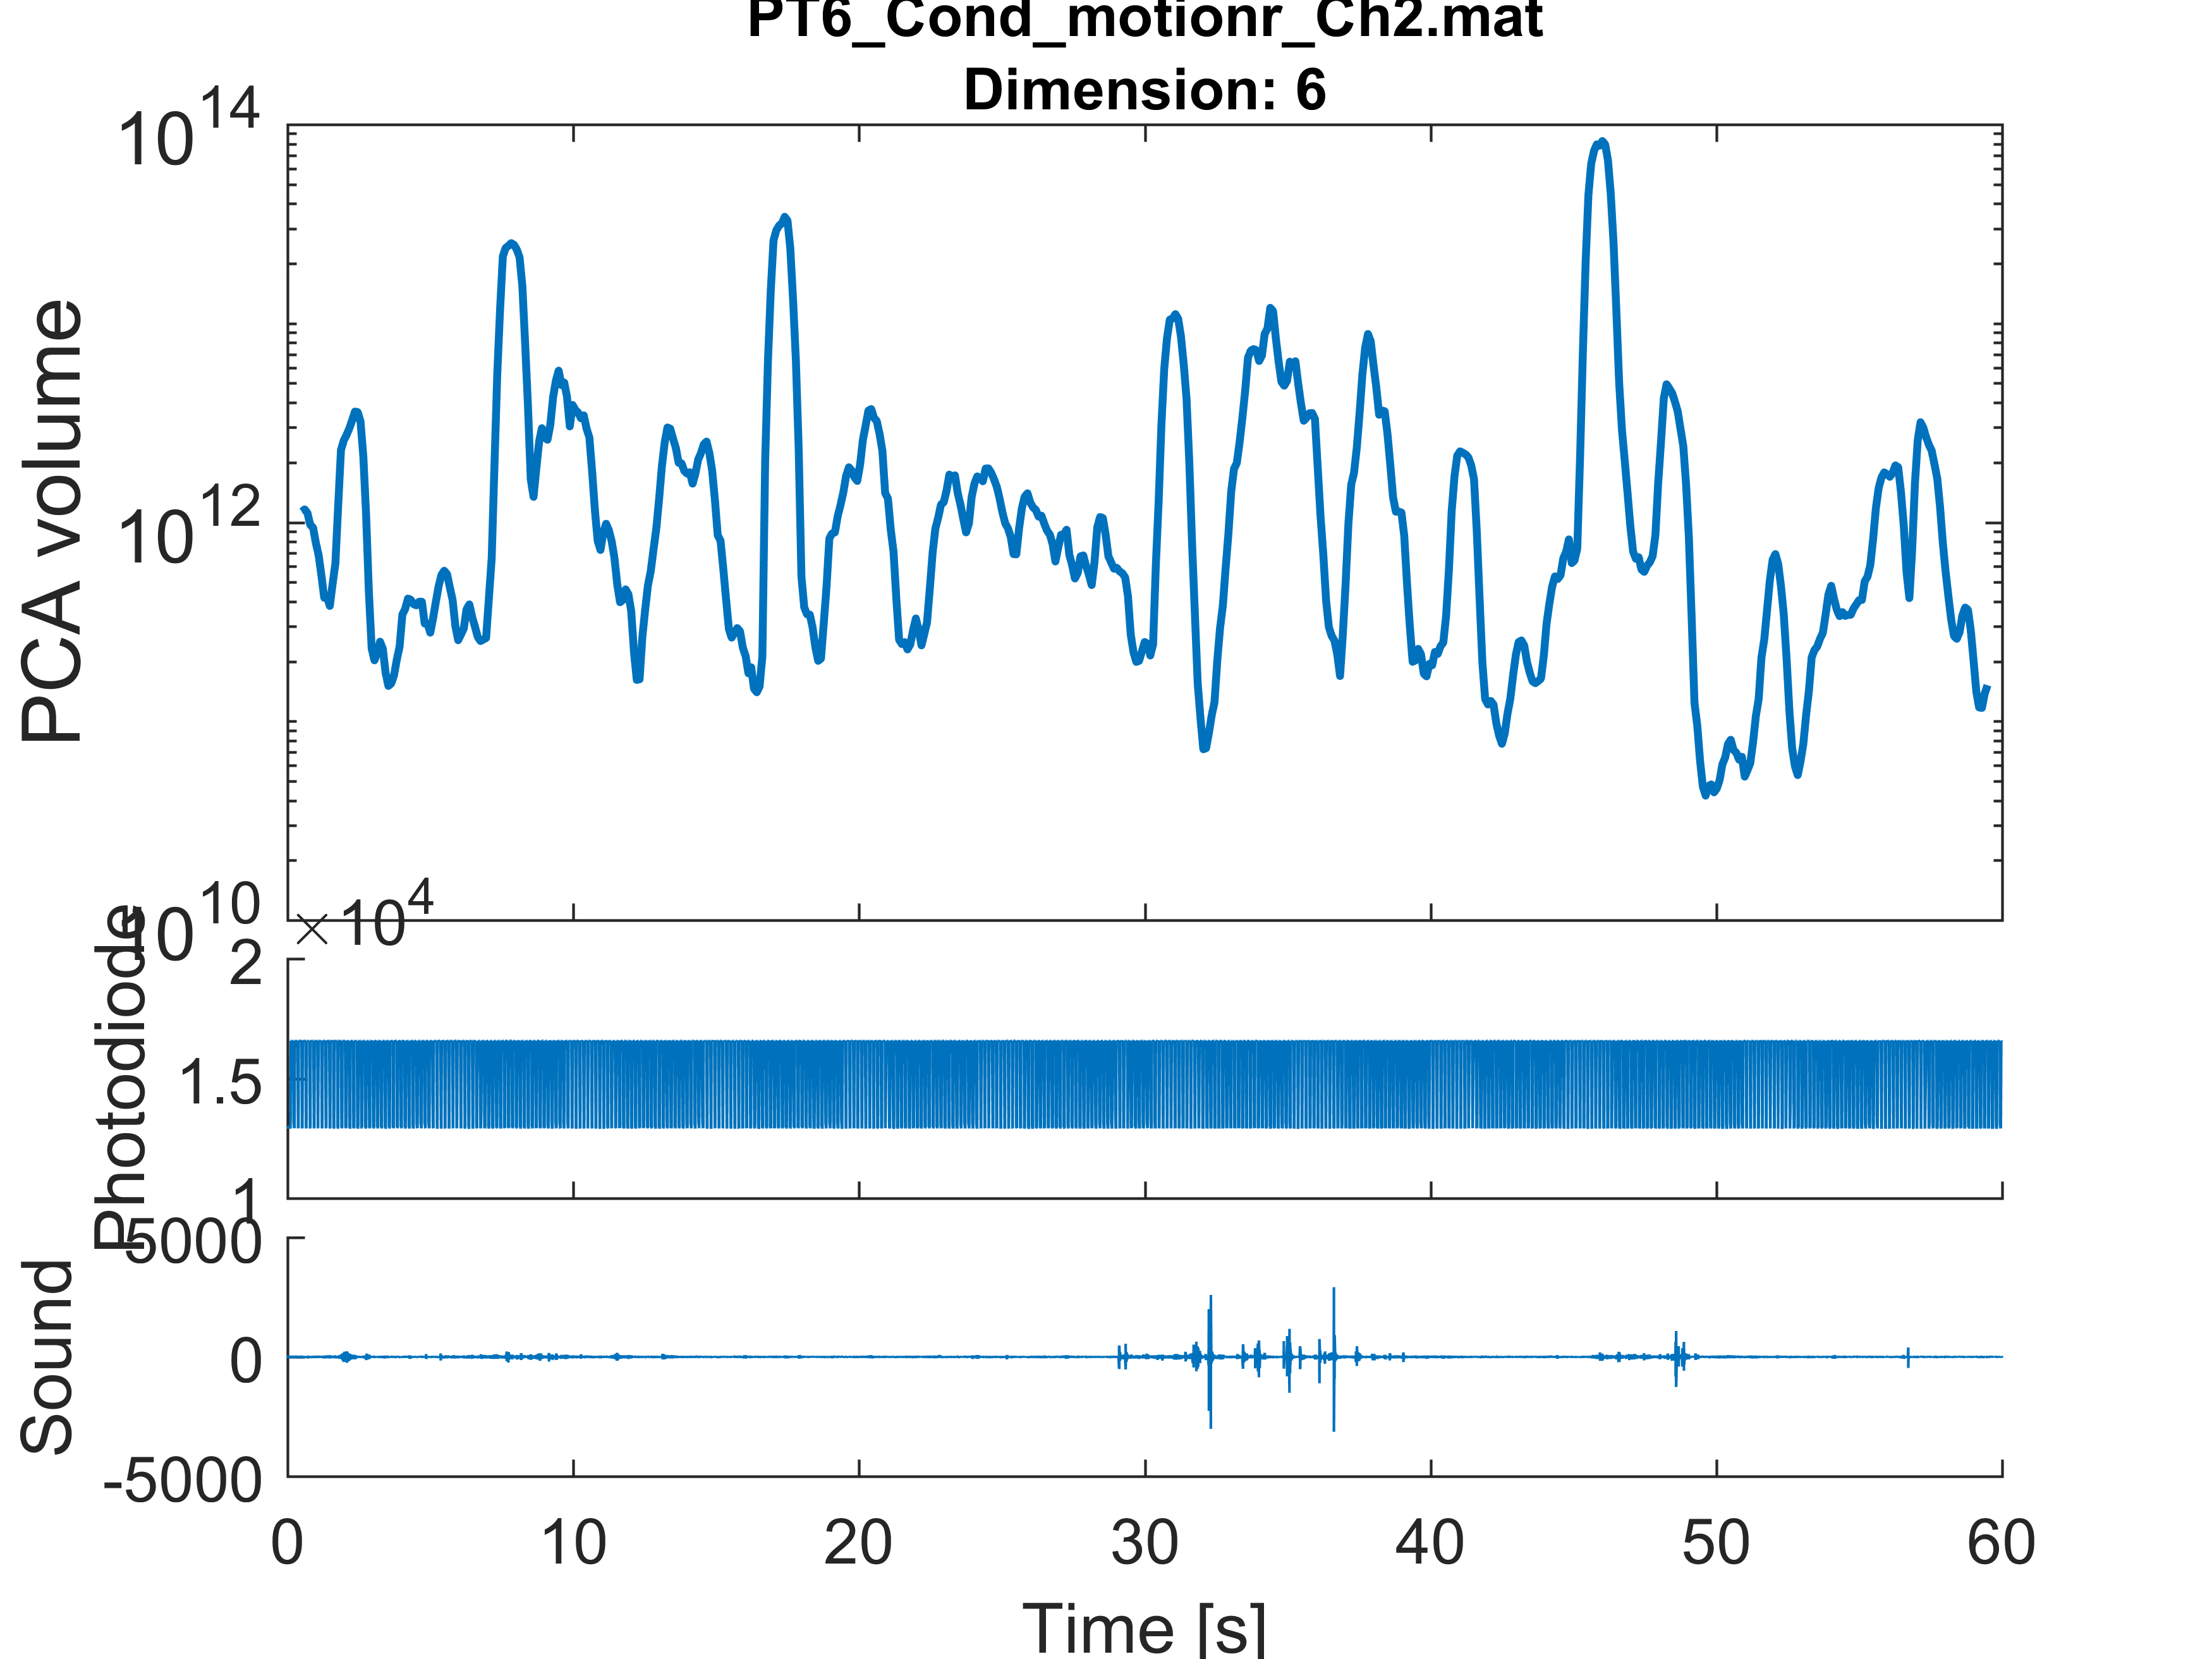 PT6_Cond_motionr_Ch2.mat
Dimension: 6
10^14
10^12
10^10
PCA volume
×10^4
2
1.5
1
Photodiode
5000
0
-5000
Sound
0 10 20 30 40 50 60
Time [s]